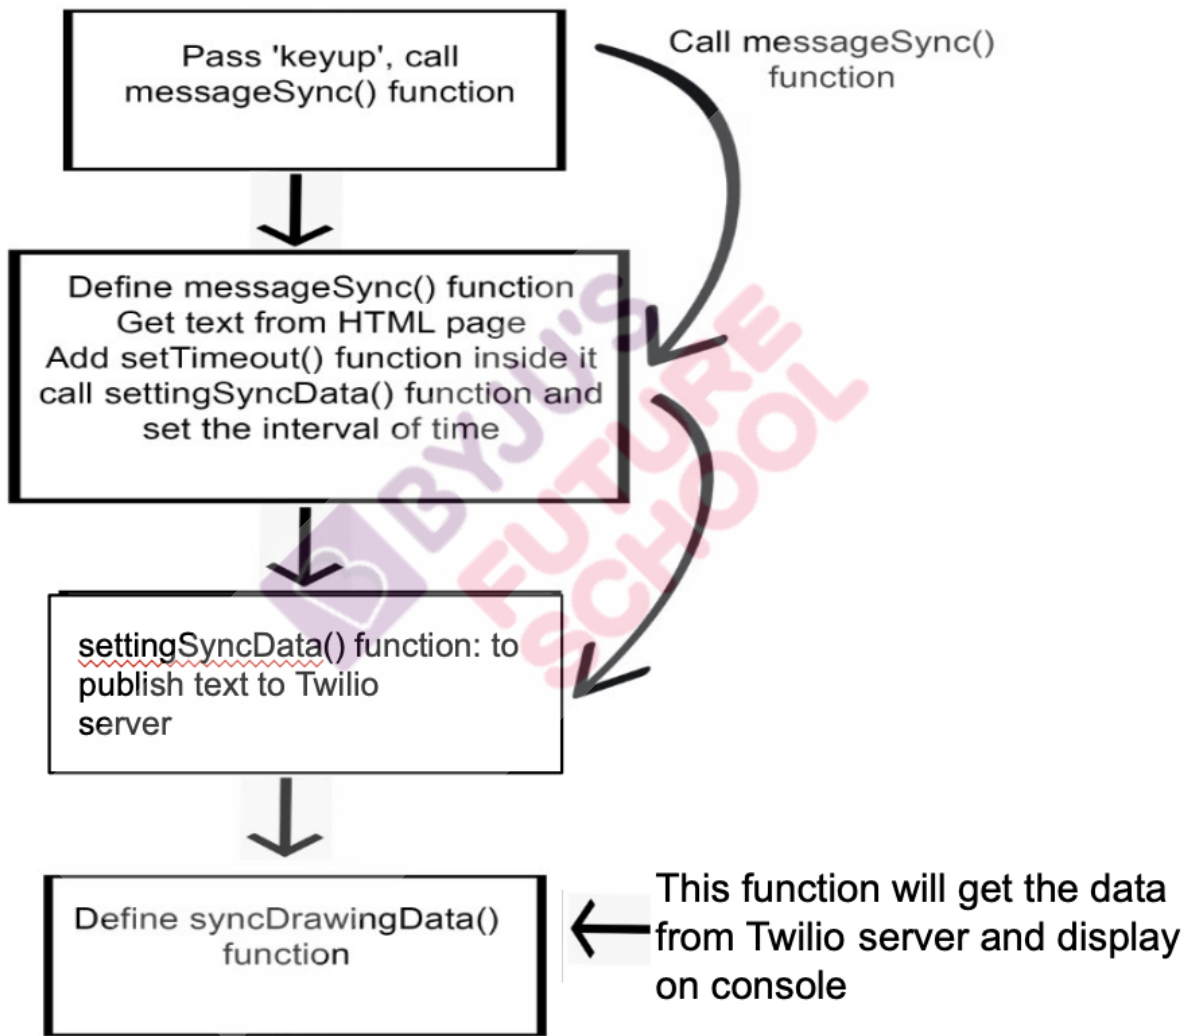 Pass 'keyup', call
messageSync() function
Call messageSync()
function
Define messageSync() function
Get text from HTML page
Add setTimeout() function inside it
call settingSyncData() function and
set the interval of time
BYJU'S
FUTURE
SCHOOL
settingSyncData() function: to
publish text to Twilio
server
Define syncDrawingData()
function
This function will get the data
from Twilio server and display
on console